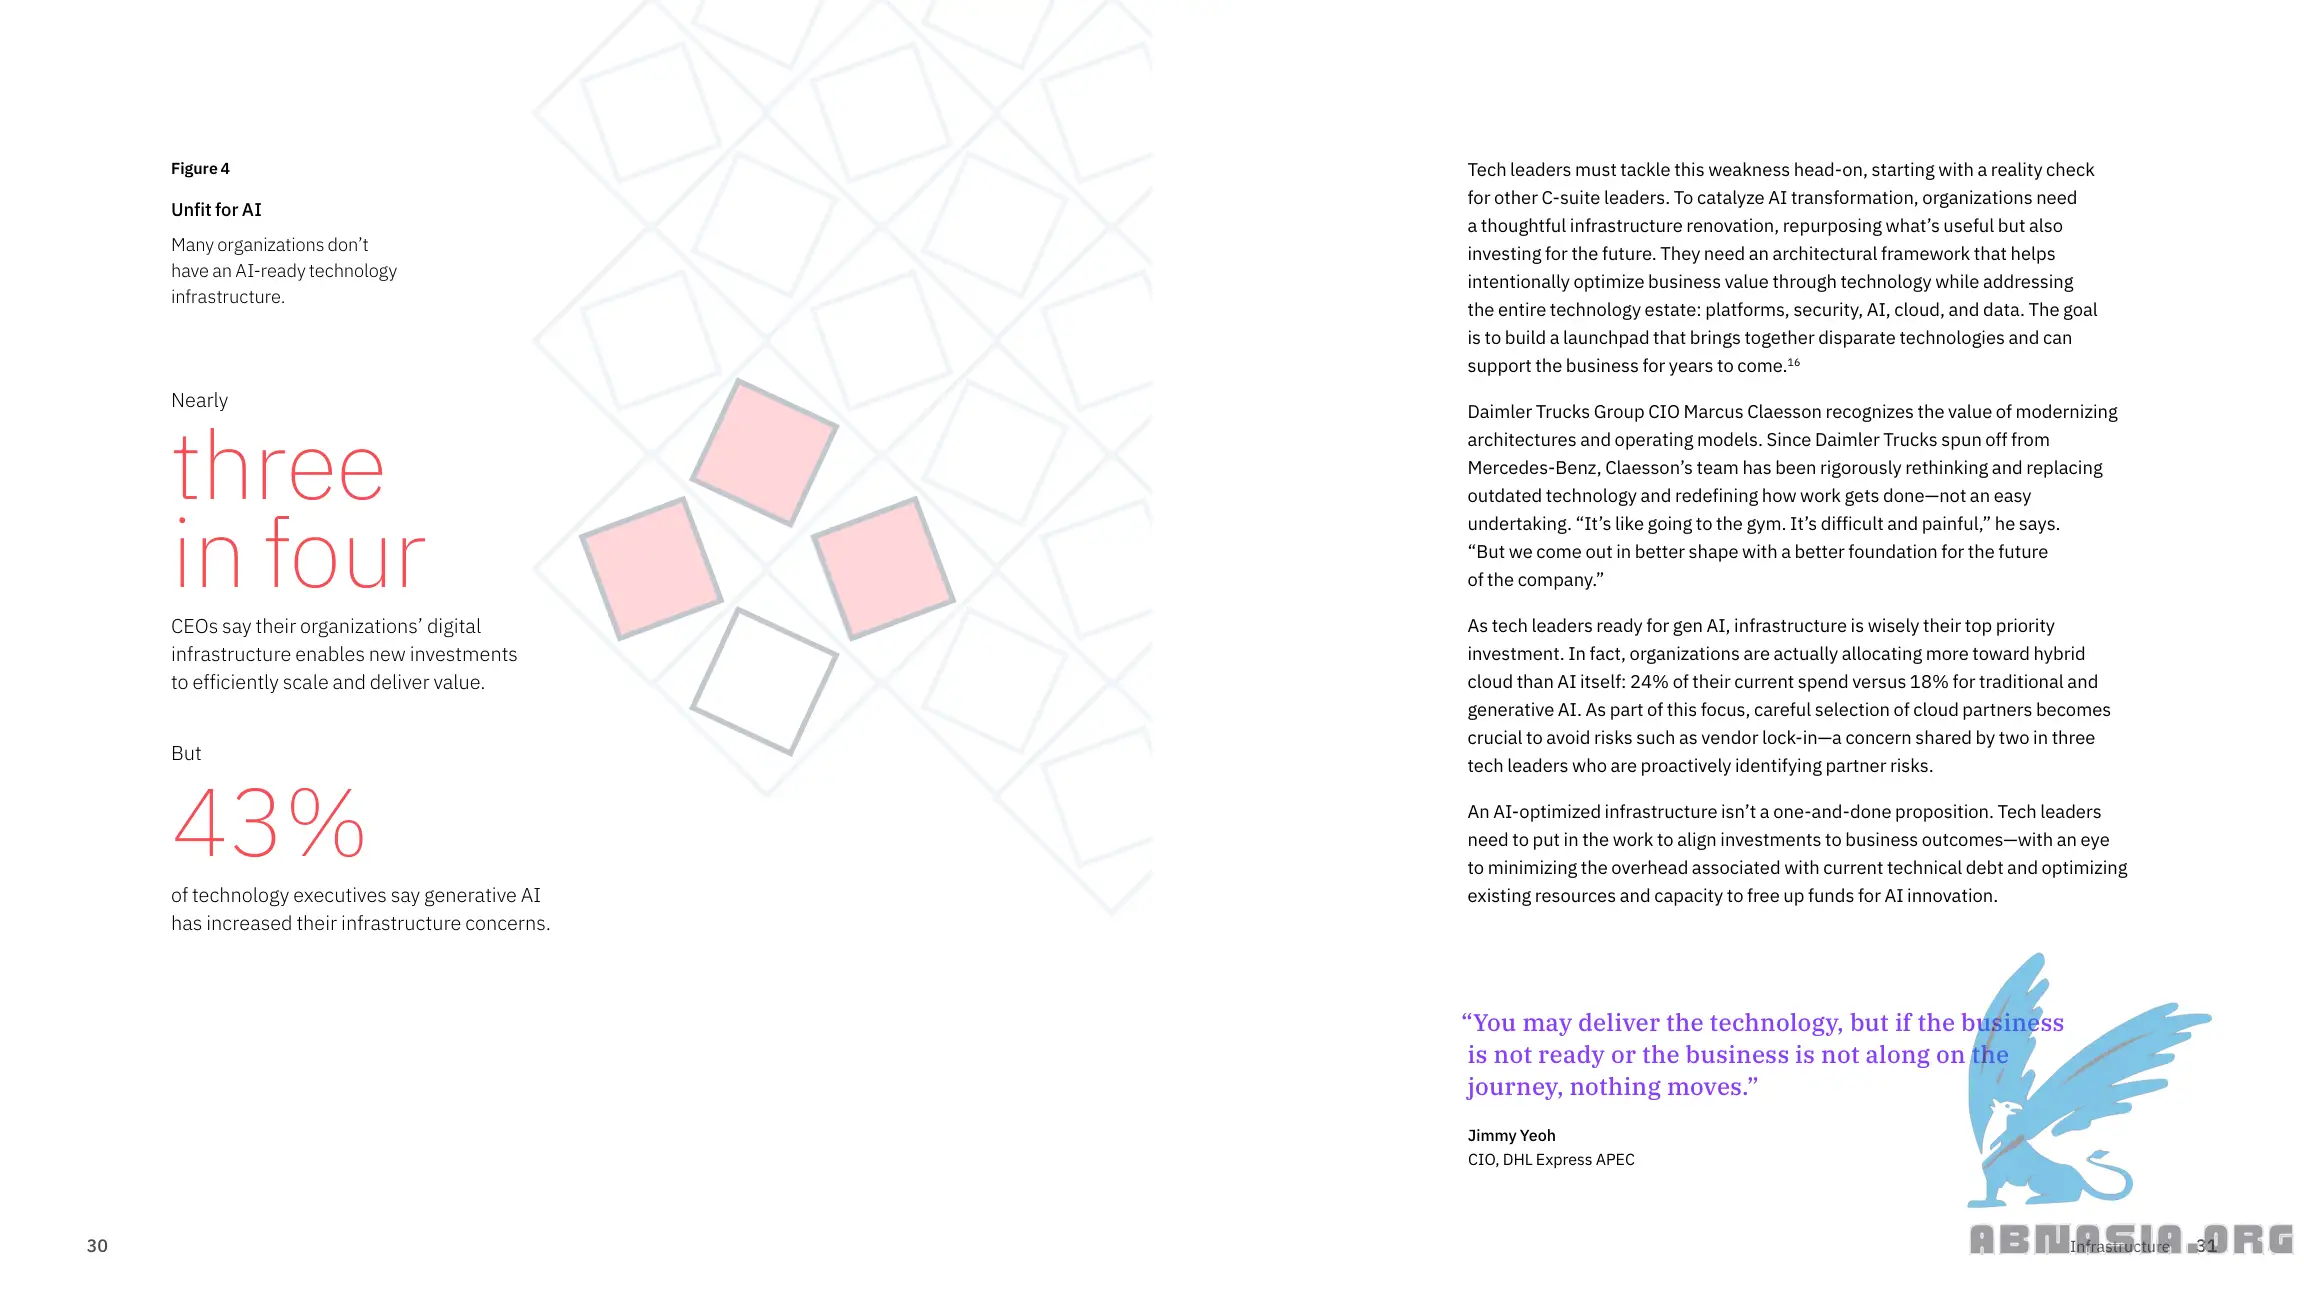 Figure 4
Unfit for AI
Many organizations don’t
have an AI-ready technology
infrastructure.
Nearly
three
in four
CEOs say their organizations’ digital
infrastructure enables new investments
to efficiently scale and deliver value.
But
43%
of technology executives say generative AI
has increased their infrastructure concerns.
30
Tech leaders must tackle this weakness head-on, starting with a reality check
for other C-suite leaders. To catalyze AI transformation, organizations need
a thoughtful infrastructure renovation, repurposing what’s useful but also
investing for the future. They need an architectural framework that helps
intentionally optimize business value through technology while addressing
the entire technology estate: platforms, security, AI, cloud, and data. The goal
is to build a launchpad that brings together disparate technologies and can
support the business for years to come.¹⁶
Daimler Trucks Group CIO Marcus Claesson recognizes the value of modernizing
architectures and operating models. Since Daimler Trucks spun off from
Mercedes-Benz, Claesson’s team has been rigorously rethinking and replacing
outdated technology and redefining how work gets done—not an easy
undertaking. “It’s like going to the gym. It’s difficult and painful,” he says.
“But we come out in better shape with a better foundation for the future
of the company.”
As tech leaders ready for gen AI, infrastructure is wisely their top priority
investment. In fact, organizations are actually allocating more toward hybrid
cloud than AI itself: 24% of their current spend versus 18% for traditional and
generative AI. As part of this focus, careful selection of cloud partners becomes
crucial to avoid risks such as vendor lock-in—a concern shared by two in three
tech leaders who are proactively identifying partner risks.
An AI-optimized infrastructure isn’t a one-and-done proposition. Tech leaders
need to put in the work to align investments to business outcomes—with an eye
to minimizing the overhead associated with current technical debt and optimizing
existing resources and capacity to free up funds for AI innovation.
“You may deliver the technology, but if the business
is not ready or the business is not along on the
journey, nothing moves.”
Jimmy Yeoh
CIO, DHL Express APEC
Infrastructure 31
ABNASIA.ORG